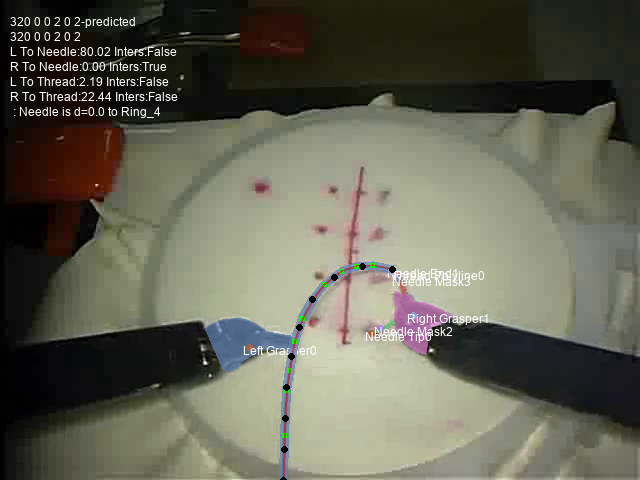 320 0 0 2 0 2-predicted
320 0 0 2 0 2
L To Needle:80.02 Inters:False
R To Needle:0.00 Inters:True
L To Thread:2.19 Inters:False
R To Thread:22.44 Inters:False
: Needle is d=0.0 to Ring_4
Needle End1
Needle Mask3
Right Grasper1
Needle Mask2
Needle Tip0
Left Grasper0